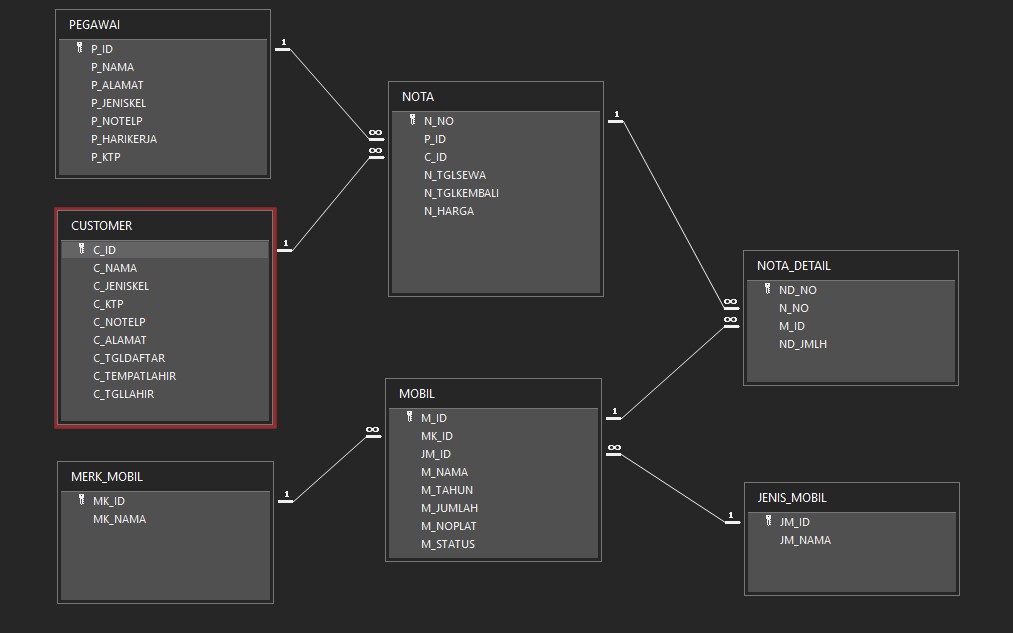 PEGAWAI
P_ID
P_NAMA
P_ALAMAT
P_JENISKEL
P_NOTELP
P_HARIKERJA
P_KTP
1
∞
∞
1
CUSTOMER
C_ID
C_NAMA
C_JENISKEL
C_KTP
C_NOTELP
C_ALAMAT
C_TGLDAFTAR
C_TEMPATLAHIR
C_TGLLAHIR
MERK_MOBIL
MK_ID
MK_NAMA
1
∞
NOTA
N_NO
P_ID
C_ID
N_TGLSEWA
N_TGLKEMBALI
N_HARGA
1
∞
∞
1
MOBIL
M_ID
MK_ID
JM_ID
M_NAMA
M_TAHUN
M_JUMLAH
M_NOPLAT
M_STATUS
∞
1
NOTA_DETAIL
ND_NO
N_NO
M_ID
ND_JMLH
JENIS_MOBIL
JM_ID
JM_NAMA